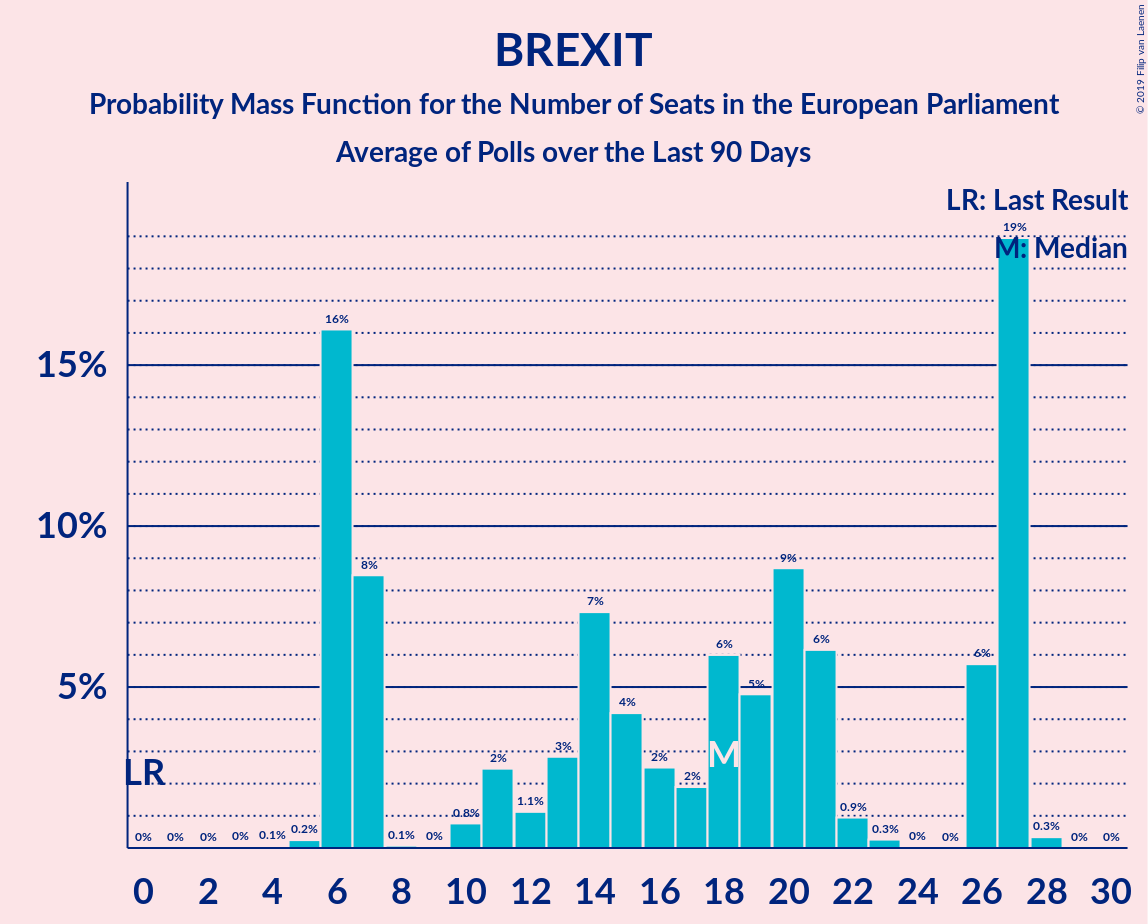 BREXIT
Probability Mass Function for the Number of Seats in the European Parliament
Average of Polls over the Last 90 Days
© 2019 Filip van Laenen
LR: Last Result
M: Median
15%
10%
5%
LR
M
0% 0% 0% 0% 0.1% 0.2% 16% 8% 0.1% 0% 0.8% 2% 1.1% 3% 7% 4% 2% 2% 6% 5% 9% 6% 0.9% 0.3% 0% 0% 6% 19% 0.3% 0% 0%
0 2 4 6 8 10 12 14 16 18 20 22 24 26 28 30